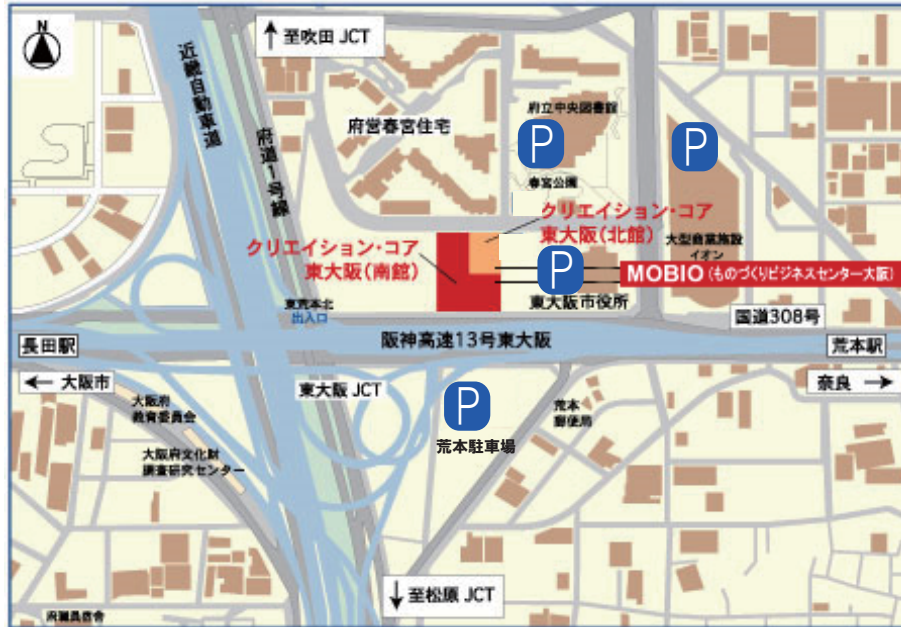 N
至吹田 JCT
近畿自動車道
府道1号線
府営春宮住宅
府立中央図書館
P
P
春宮公園
クリエイション・コア
東大阪(北館)
クリエイション・コア
東大阪(南館)
大型商業施設
イオン
P
MOBIO(ものづくりビジネスセンター大阪)
東大阪市役所
東荒本北
出入口
国道308号
長田駅
阪神高速13号東大阪
荒本駅
大阪市
東大阪 JCT
奈良
大阪府
教育委員会
P
荒本
郵便局
荒本駐車場
大阪府文化財
調査研究センター
至松原 JCT
府職員宿舎